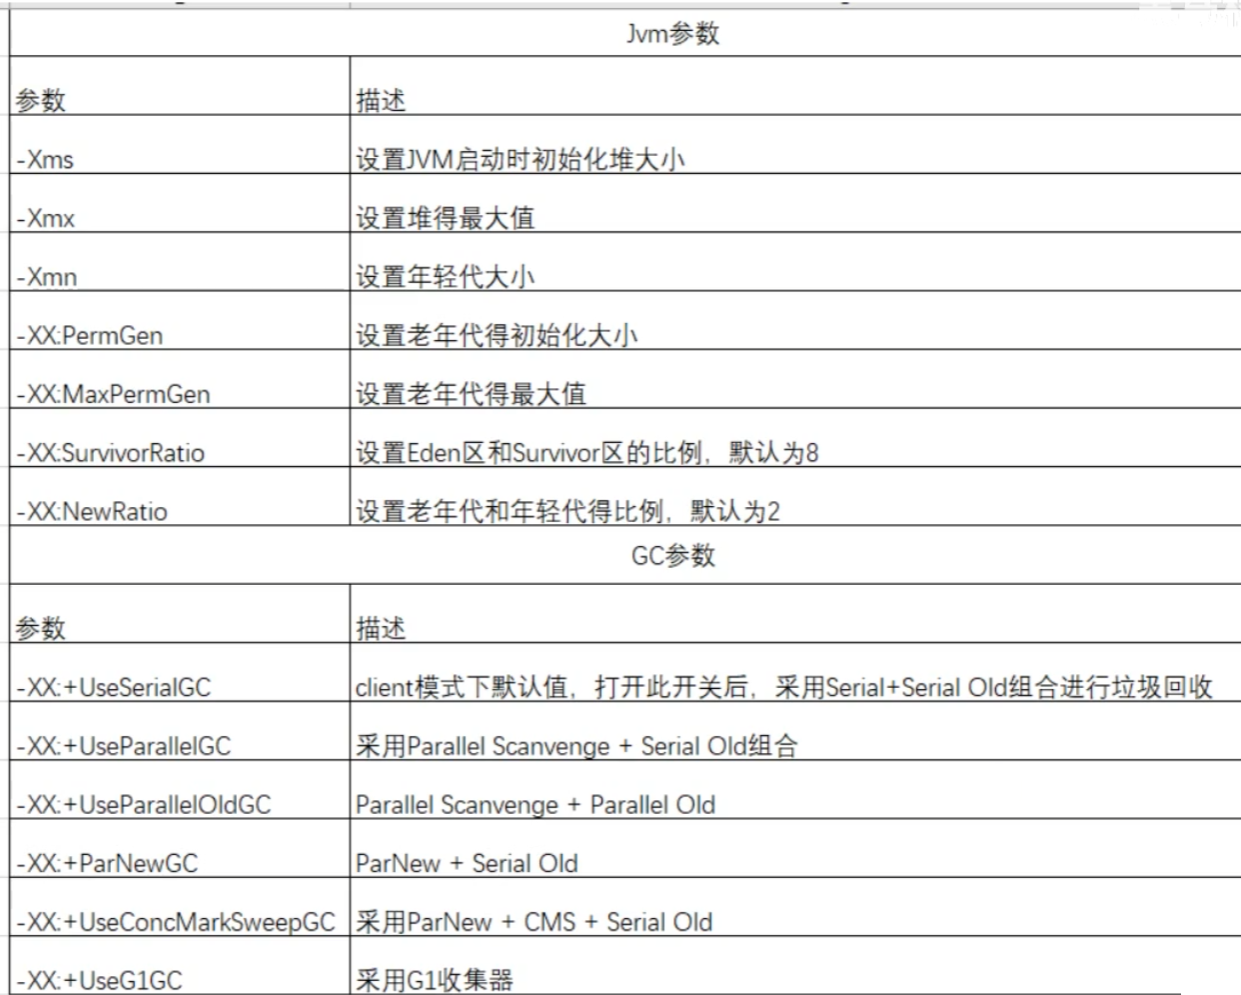 Jvm参数
参数 描述
-Xms 设置JVM启动时初始化堆大小
-Xmx 设置堆得最大值
-Xmn 设置年轻代大小
-XX:PermGen 设置老年代得初始化大小
-XX:MaxPermGen 设置老年代得最大值
-XX:SurvivorRatio 设置Eden区和Survivor区的比例，默认为8
-XX:NewRatio 设置老年代和年轻代得比例，默认为2
GC参数
参数 描述
-XX:+UseSerialGC client模式下默认值，打开此开关后，采用Serial+Serial Old组合进行垃圾回收
-XX:+UseParallelGC 采用Parallel Scanvenge + Serial Old组合
-XX:+UseParallelOldGC Parallel Scanvenge + Parallel Old
-XX:+ParNewGC ParNew + Serial Old
-XX:+UseConcMarkSweepGC 采用ParNew + CMS + Serial Old
-XX:+UseG1GC 采用G1收集器